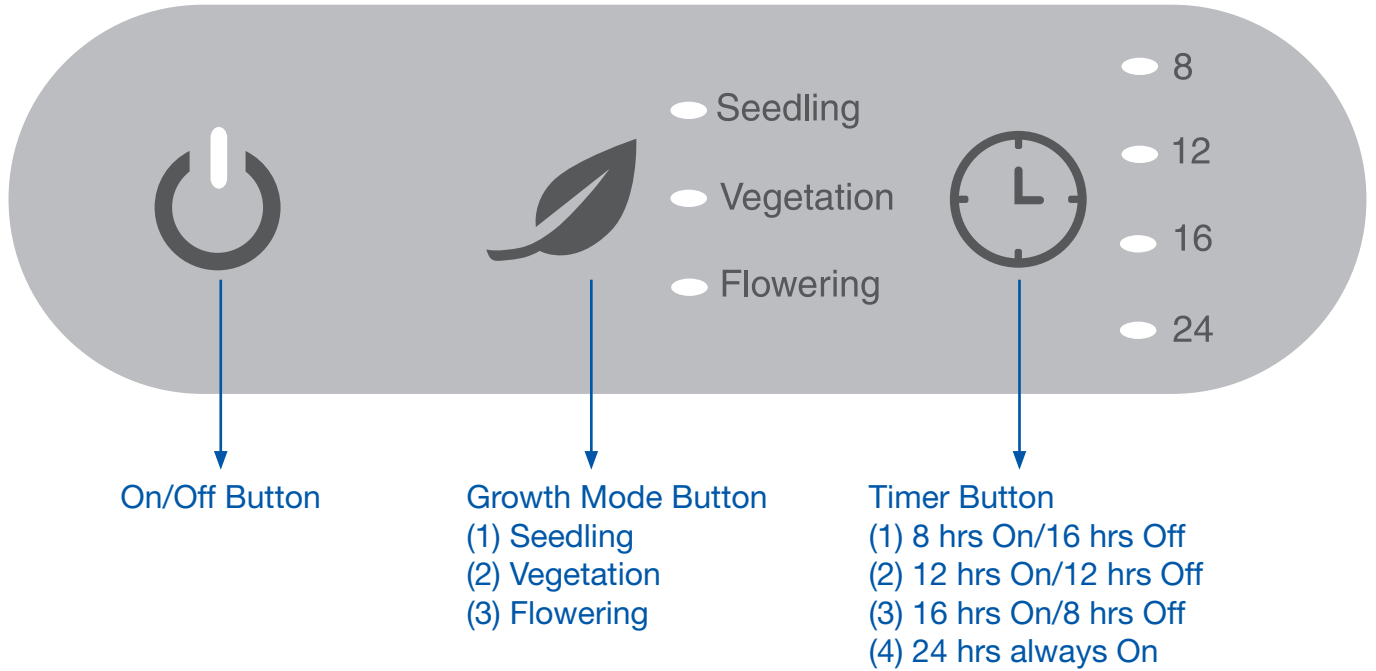 Seedling
Vegetation
Flowering
8
12
16
24
On/Off Button
Growth Mode Button
(1) Seedling
(2) Vegetation
(3) Flowering
Timer Button
(1) 8 hrs On/16 hrs Off
(2) 12 hrs On/12 hrs Off
(3) 16 hrs On/8 hrs Off
(4) 24 hrs always On